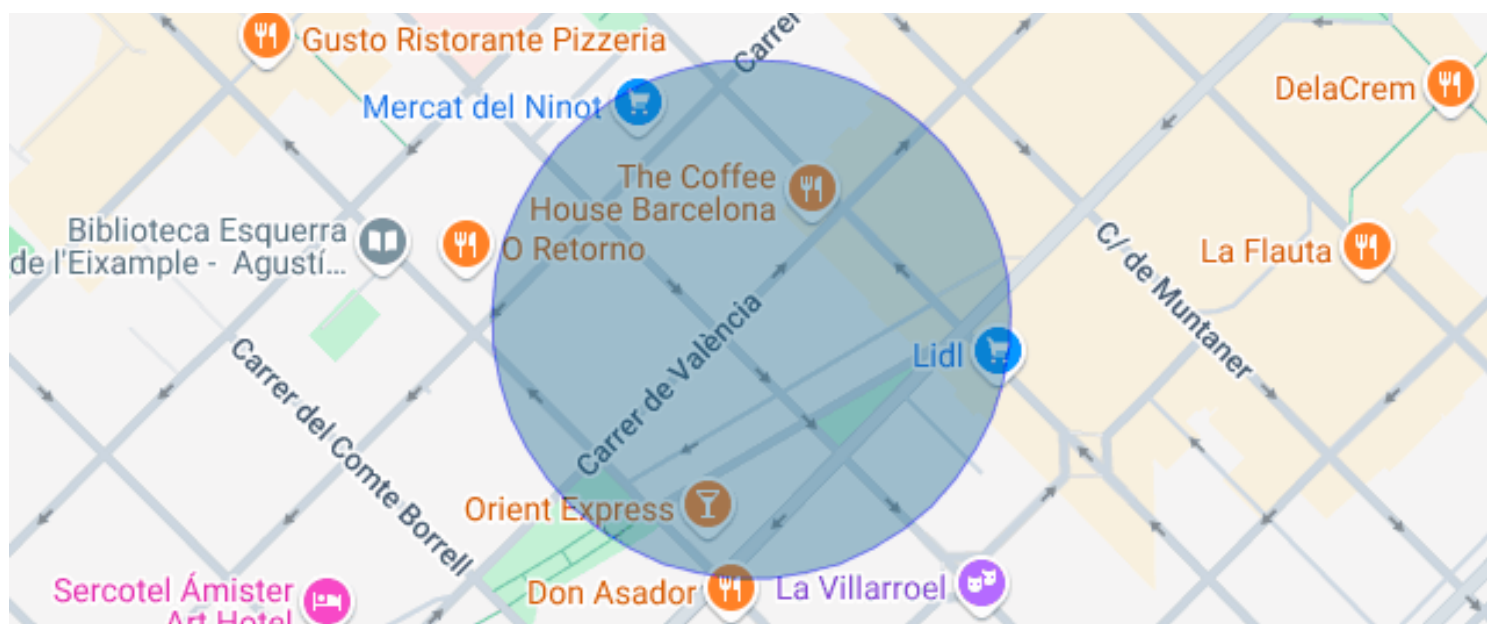 Carrer
Gusto Ristorante Pizzeria
DelaCrem
Mercat del Ninot
The Coffee
House Barcelona
Biblioteca Esquerra
de l'Eixample - Agustí...
O Retorno
C/ de Muntaner
La Flauta
Carrer de València
Lidl
Carrer del Comte Borrell
Orient Express
Don Asador
La Villarroel
Sercotel Ámister
Art Hotel